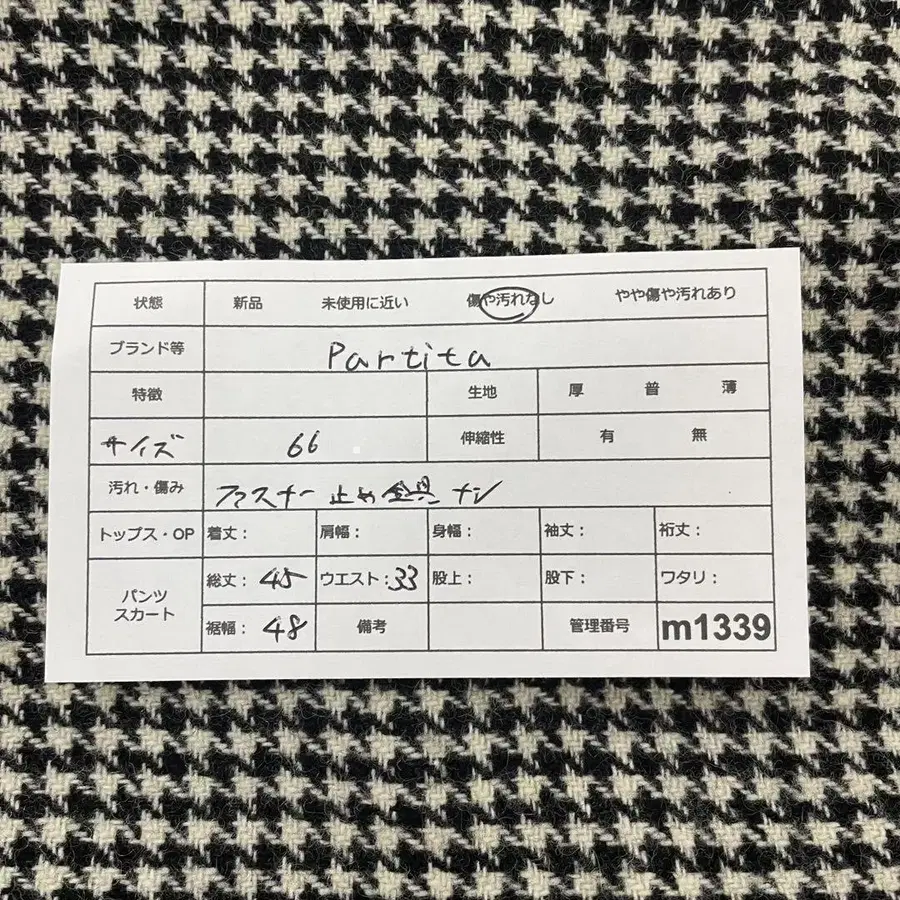 状態 新品 未使用に近い 傷や汚れなし やや傷や汚れあり
ブランド等 Partita
特徴 生地 厚 普 薄
サイズ 66 伸縮性 有 無
汚れ・傷み ファスナー止め金具ナシ
トップス・OP 着丈: 肩幅: 身幅: 袖丈: 裄丈:
パンツ スカート 総丈: 45 ウエスト: 33 股上: 股下: ワタリ:
裾幅: 48 備考 管理番号 m1339